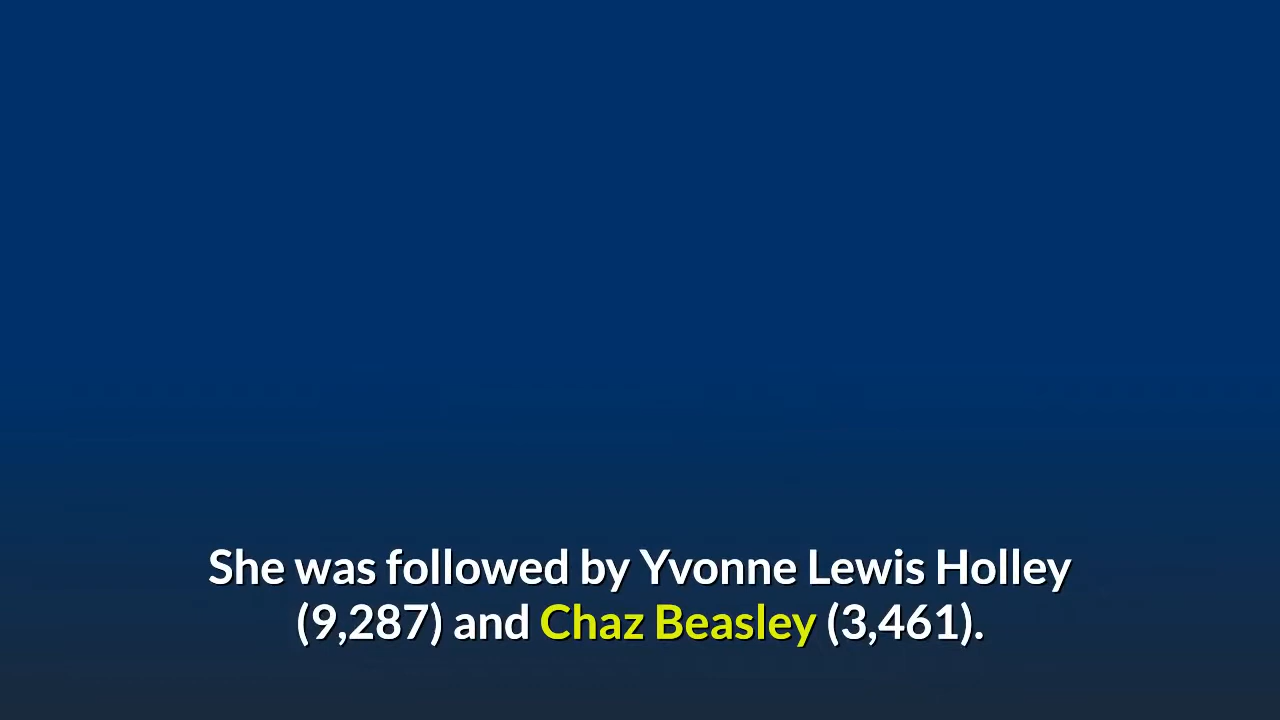 She was followed by Yvonne Lewis Holley
(9,287) and Chaz Beasley (3,461).